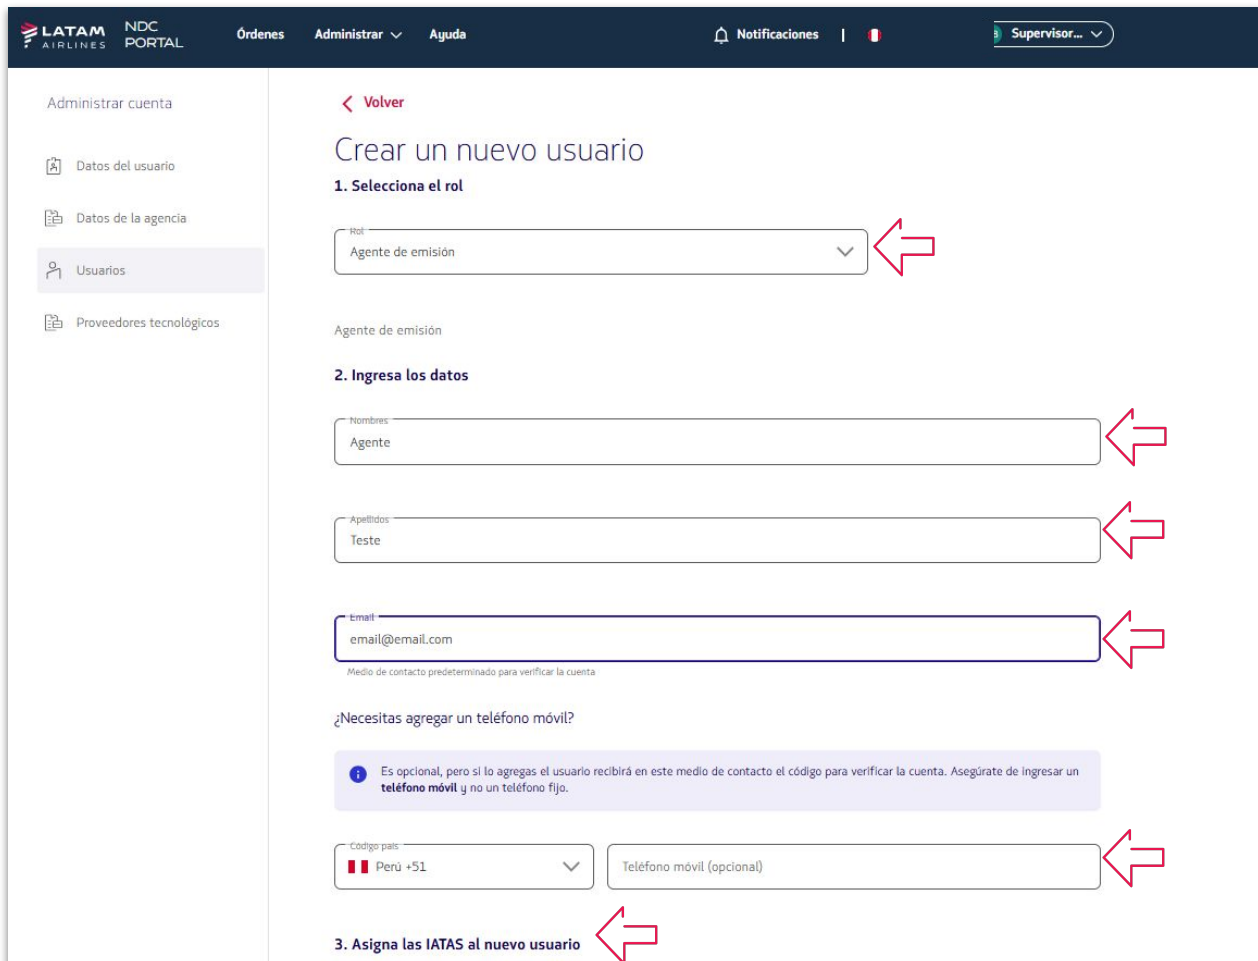 LATAM AIRLINES NDC PORTAL
Órdenes Administrar Ayuda Notificaciones | Supervisor...
Administrar cuenta
Datos del usuario
Datos de la agencia
Usuarios
Proveedores tecnológicos
Volver
Crear un nuevo usuario
1. Selecciona el rol
Rol
Agente de emisión
Agente de emisión
2. Ingresa los datos
Nombres
Agente
Apellidos
Teste
Email
email@email.com
Medio de contacto predeterminado para verificar la cuenta
¿Necesitas agregar un teléfono móvil?
Es opcional, pero si lo agregas el usuario recibirá en este medio de contacto el código para verificar la cuenta. Asegúrate de ingresar un
teléfono móvil y no un teléfono fijo.
Código país
Perú +51
Teléfono móvil (opcional)
3. Asigna las IATAS al nuevo usuario